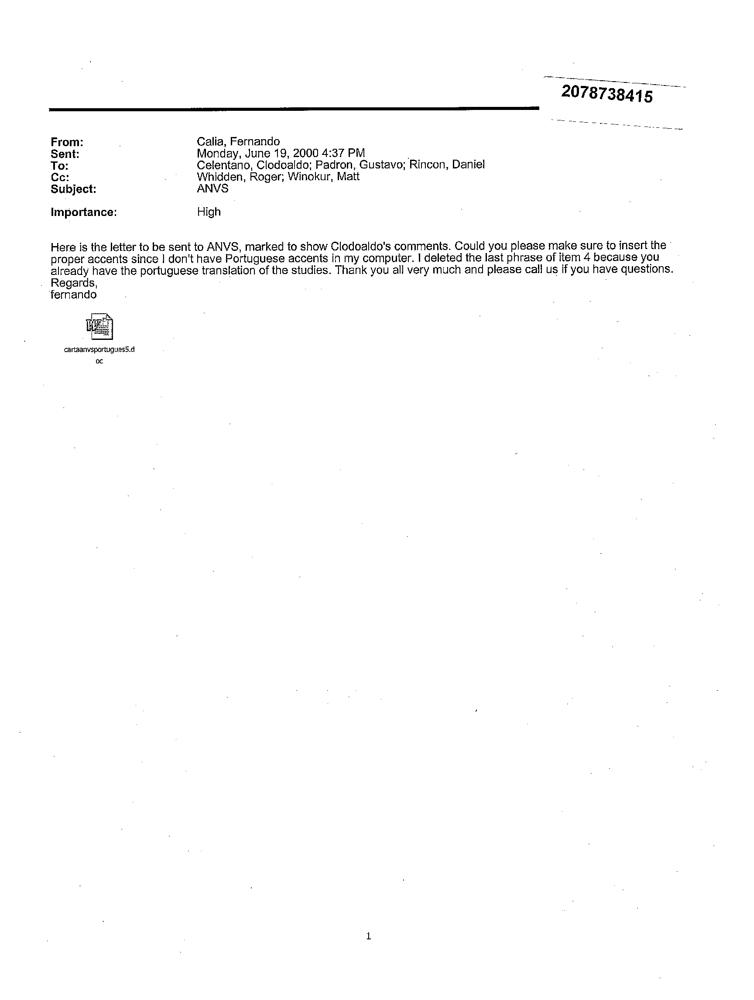 2078738415
From: Calia, Fernando
Sent: Monday, June 19, 2000 4:37 PM
To: Celentano, Clodoaldo; Padron, Gustavo; Rincon, Daniel
Cc: Whidden, Roger; Winokur, Matt
Subject: ANVS
Importance: High
Here is the letter to be sent to ANVS, marked to show Clodoaldo's comments. Could you please make sure to insert the
proper accents since I don't have Portuguese accents in my computer. I deleted the last phrase of item 4 because you
already have the portuguese translation of the studies. Thank you all very much and please call us if you have questions.
Regards,
fernando
cartaanvsportugues5.d
oc
1